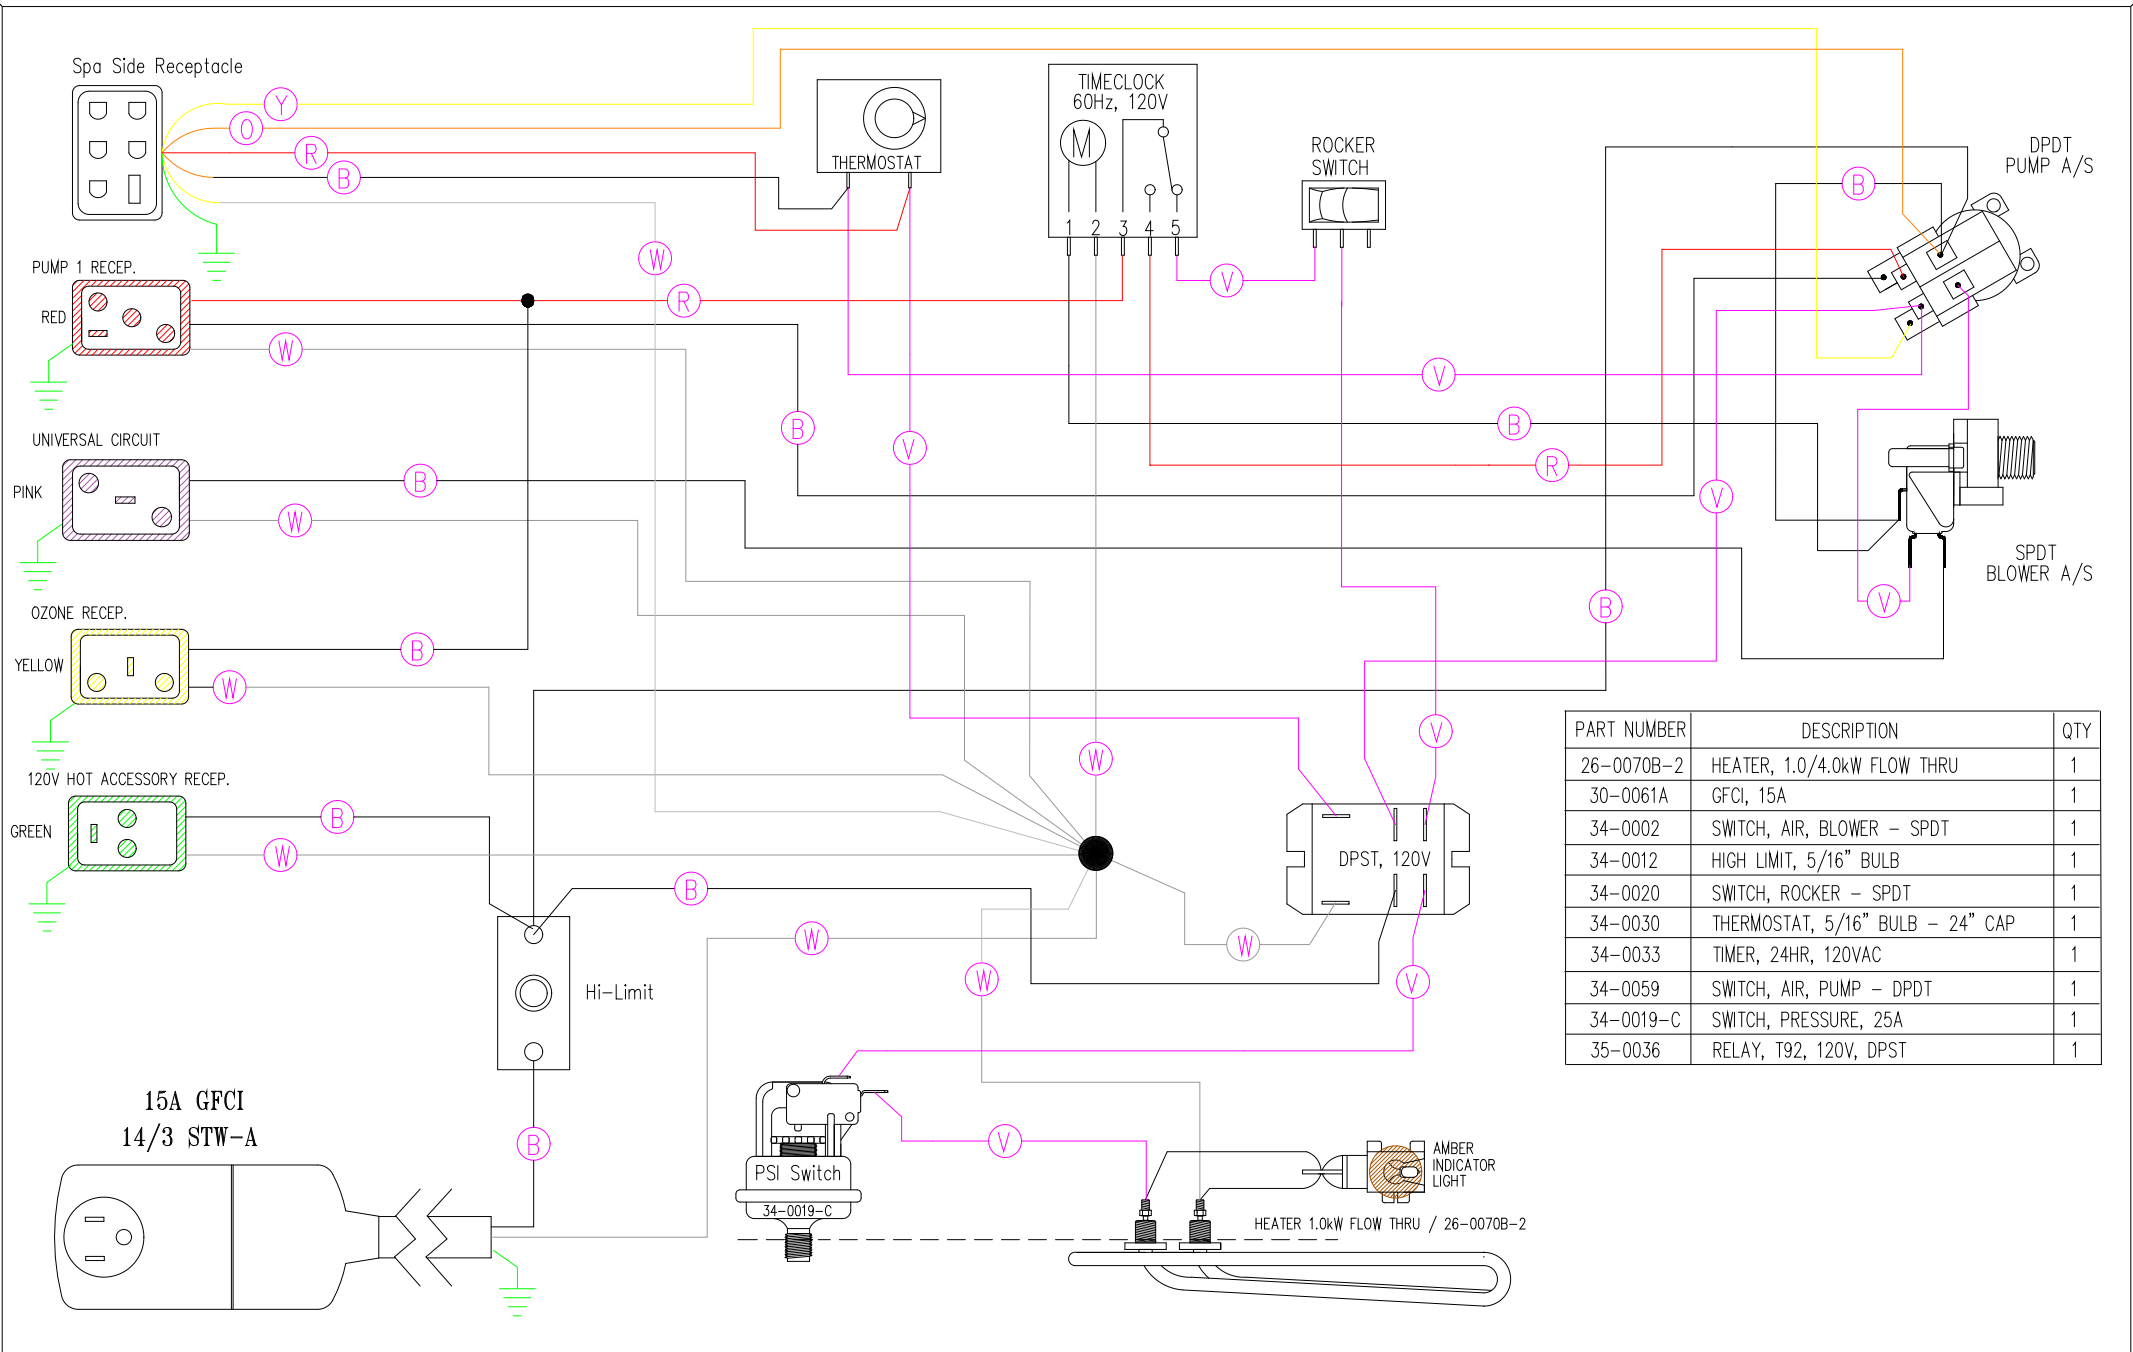 Spa Side Receptacle
Y
O
R
B
W
THERMOSTAT
TIMECLOCK
60Hz, 120V
M
1 2 3 4 5
ROCKER
SWITCH
V
DPDT
PUMP A/S
B
PUMP 1 RECEP.
RED
R
W
B
V
V
B
R
V
UNIVERSAL CIRCUIT
PINK
B
W
SPDT
BLOWER A/S
V
B
OZONE RECEP.
YELLOW
B
W
W
V
120V HOT ACCESSORY RECEP.
GREEN
B
W
B
DPST, 120V
W
W
W
V
Hi-Limit
PART NUMBER DESCRIPTION QTY
26-0070B-2 HEATER, 1.0/4.0kW FLOW THRU 1
30-0061A GFCI, 15A 1
34-0002 SWITCH, AIR, BLOWER - SPDT 1
34-0012 HIGH LIMIT, 5/16" BULB 1
34-0020 SWITCH, ROCKER - SPDT 1
34-0030 THERMOSTAT, 5/16" BULB - 24" CAP 1
34-0033 TIMER, 24HR, 120VAC 1
34-0059 SWITCH, AIR, PUMP - DPDT 1
34-0019-C SWITCH, PRESSURE, 25A 1
35-0036 RELAY, T92, 120V, DPST 1
15A GFCI
14/3 STW-A
B
V
PSI Switch
34-0019-C
AMBER
INDICATOR
LIGHT
HEATER 1.0kW FLOW THRU / 26-0070B-2